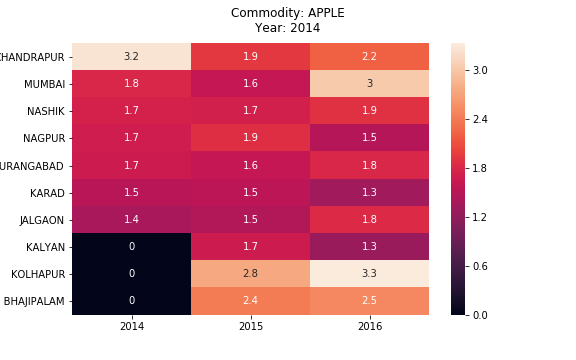 Commodity: APPLE
Year: 2014
HANDRAPUR 3.2 1.9 2.2
MUMBAI 1.8 1.6 3
NASHIK 1.7 1.7 1.9
NAGPUR 1.7 1.9 1.5
URANGABAD 1.7 1.6 1.8
KARAD 1.5 1.5 1.3
JALGAON 1.4 1.5 1.8
KALYAN 0 1.7 1.3
KOLHAPUR 0 2.8 3.3
BHAJIPALAM 0 2.4 2.5
2014 2015 2016
3.0
2.4
1.8
1.2
0.6
0.0